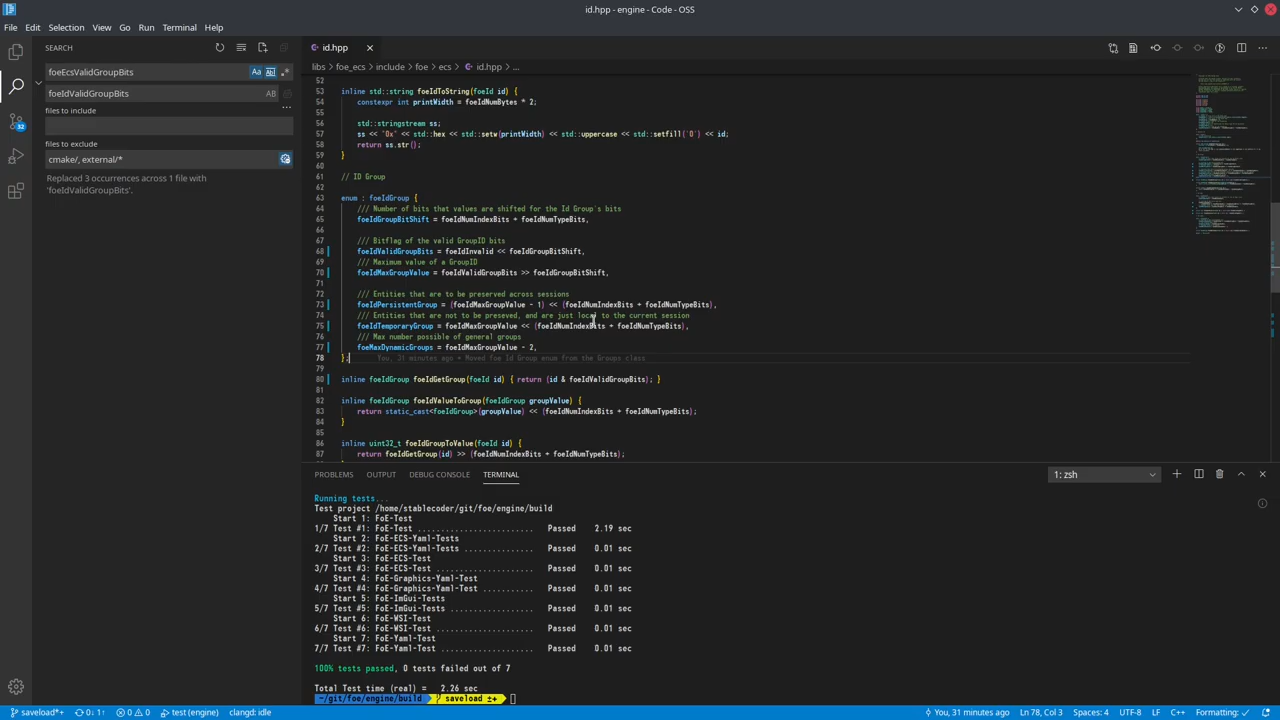 id.hpp - engine - Code - OSS
File Edit Selection View Go Run Terminal Help
SEARCH
foeEcsValidGroupBits
Aa
foeIdValidGroupBits
AB
files to include
...
files to exclude
cmake/, external/*
Replaced 3 occurrences across 1 file with
'foeIdValidGroupBits'.
32
id.hpp
libs > foe_ecs > include > foe > ecs > id.hpp > ...
52
53 inline std::string foeIdToString(foeId id) {
54 constexpr int printWidth = foeIdNumBytes * 2;
55
56 std::stringstream ss;
57 ss << "0x" << std::hex << std::setw(printWidth) << std::uppercase << std::setfill('0') << id;
58 return ss.str();
59 }
60
61 // ID Group
62
63 enum : foeIdGroup {
64 /// Number of bits that values are shifted for the Id Group's bits
65 foeIdGroupBitShift = foeIdNumIndexBits + foeIdNumTypeBits,
66
67 /// Bitflag of the valid GroupID bits
68 foeIdValidGroupBits = foeIdInvalid << foeIdGroupBitShift,
69 /// Maximum value of a GroupID
70 foeIdMaxGroupValue = foeIdValidGroupBits >> foeIdGroupBitShift,
71
72 /// Entities that are to be preserved across sessions
73 foeIdPersistentGroup = (foeIdMaxGroupValue - 1) << (foeIdNumIndexBits + foeIdNumTypeBits),
74 /// Entities that are not to be preseved, and are just local to the current session
75 foeIdTemporaryGroup = foeIdMaxGroupValue << (foeIdNumIndexBits + foeIdNumTypeBits),
76 /// Max number possible of general groups
77 foeMaxDynamicGroups = foeIdMaxGroupValue - 2,
78 }; You, 31 minutes ago • Moved foe Id Group enum from the Groups class
79
80 inline foeIdGroup foeIdGetGroup(foeId id) { return (id & foeIdValidGroupBits); }
81
82 inline foeIdGroup foeIdValueToGroup(foeIdGroup groupValue) {
83 return static_cast<foeIdGroup>(groupValue) << (foeIdNumIndexBits + foeIdNumTypeBits);
84 }
85
86 inline uint32_t foeIdGroupToValue(foeId id) {
87 return foeIdGetGroup(id) >> (foeIdNumIndexBits + foeIdNumTypeBits);
PROBLEMS OUTPUT DEBUG CONSOLE TERMINAL
1: zsh
Running tests...
Test project /home/stablecoder/git/foe/engine/build
Start 1: FoE-Test
1/7 Test #1: FoE-Test ......................... Passed 2.19 sec
Start 2: FoE-ECS-Yaml-Tests
2/7 Test #2: FoE-ECS-Yaml-Tests ............... Passed 0.01 sec
Start 3: FoE-ECS-Test
3/7 Test #3: FoE-ECS-Test ..................... Passed 0.01 sec
Start 4: FoE-Graphics-Yaml-Test
4/7 Test #4: FoE-Graphics-Yaml-Test ........... Passed 0.01 sec
Start 5: FoE-ImGui-Tests
5/7 Test #5: FoE-ImGui-Tests .................. Passed 0.01 sec
Start 6: FoE-WSI-Test
6/7 Test #6: FoE-WSI-Test ..................... Passed 0.01 sec
Start 7: FoE-Yaml-Test
7/7 Test #7: FoE-Yaml-Test .................... Passed 0.01 sec
100% tests passed, 0 tests failed out of 7
Total Test time (real) = 2.26 sec
~/git/foe/engine/build saveload ±+
saveload*+ 0↓ 1↑ 0 0 test (engine) clangd: idle You, 31 minutes ago Ln 78, Col 3 Spaces: 4 UTF-8 LF C++ Formatting: ✓